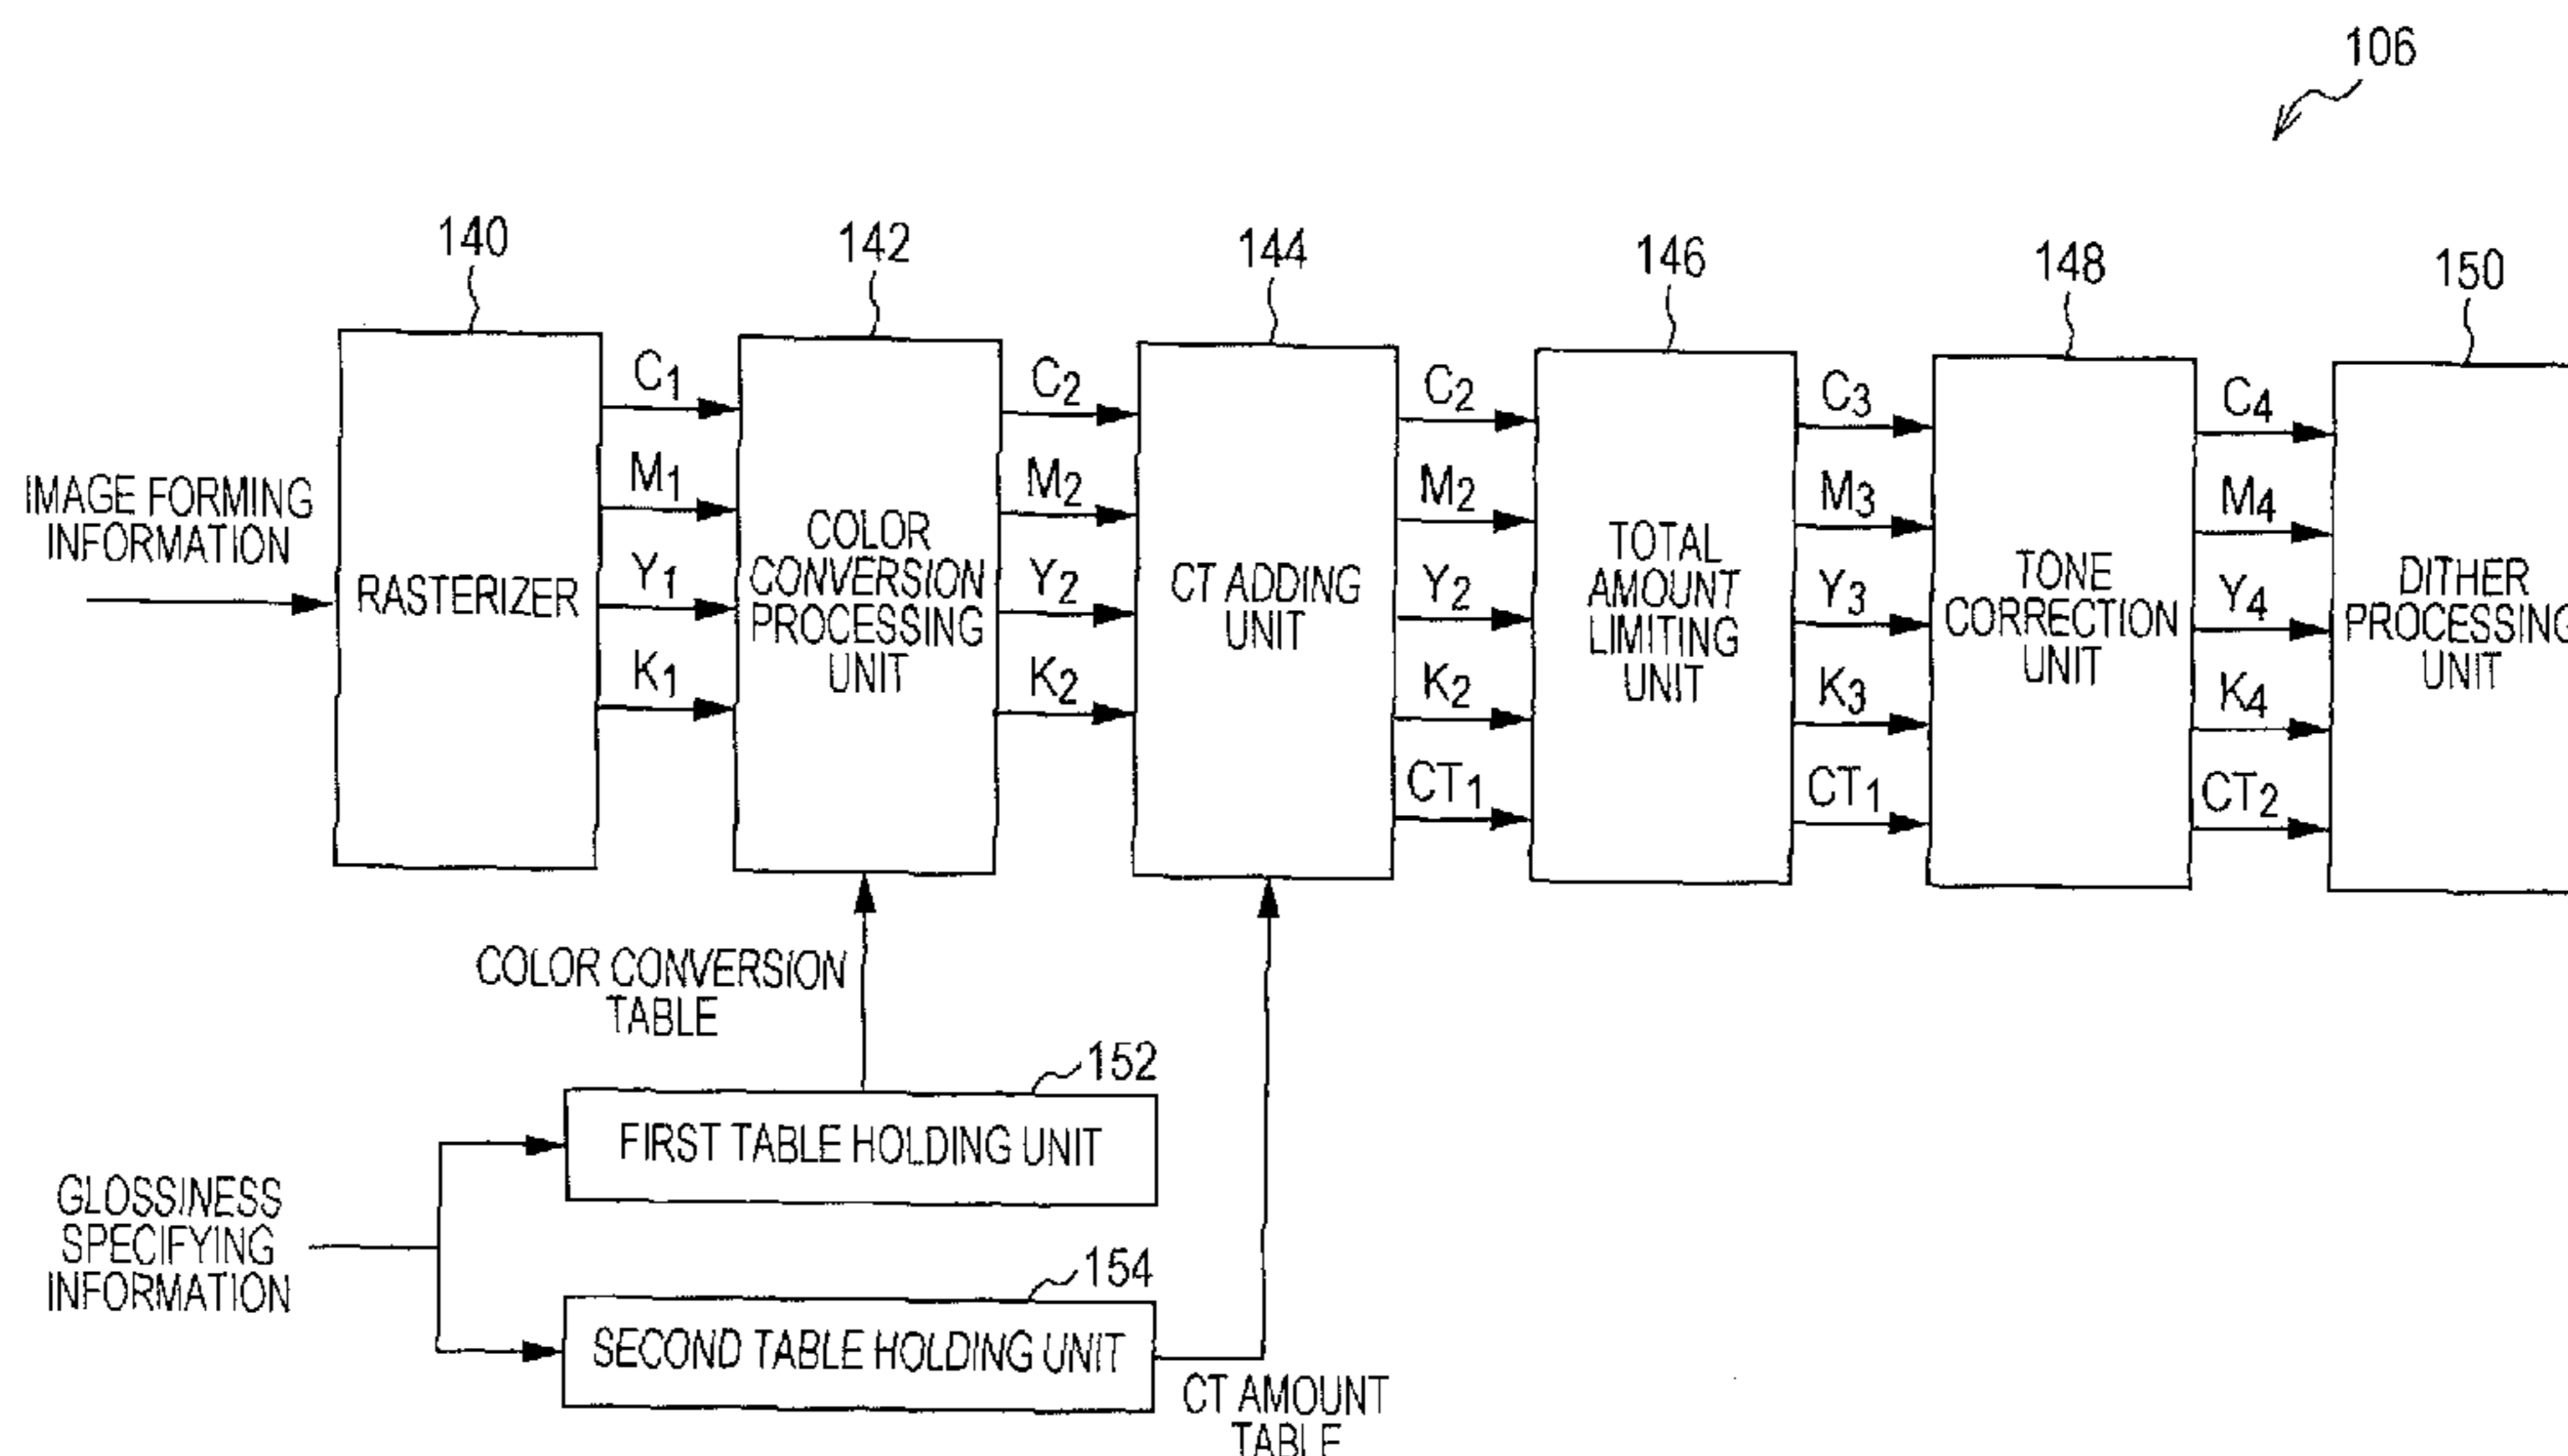 106
140
142
144
146
148
150
IMAGE FORMING
INFORMATION
RASTERIZER
C1
M1
Y1
K1
COLOR
CONVERSION
PROCESSING
UNIT
C2
M2
Y2
K2
CT ADDING
UNIT
C2
M2
Y2
K2
CT1
TOTAL
AMOUNT
LIMITING
UNIT
C3
M3
Y3
K3
CT1
TONE
CORRECTION
UNIT
C4
M4
Y4
K4
CT2
DITHER
PROCESSING
UNIT
COLOR CONVERSION
TABLE
152
FIRST TABLE HOLDING UNIT
GLOSSINESS
SPECIFYING
INFORMATION
154
SECOND TABLE HOLDING UNIT
CT AMOUNT
TABLE